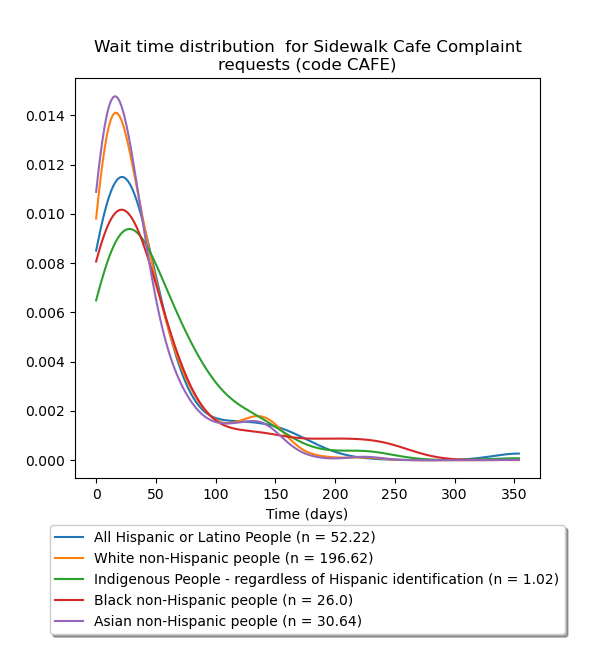 Wait time distribution  for Sidewalk Cafe Complaint
requests (code CAFE)
0.014
0.012
0.010
0.008
0.006
0.004
0.002
0.000
0 50 100 150 200 250 300 350
Time (days)
All Hispanic or Latino People (n = 52.22)
White non-Hispanic people (n = 196.62)
Indigenous People - regardless of Hispanic identification (n = 1.02)
Black non-Hispanic people (n = 26.0)
Asian non-Hispanic people (n = 30.64)